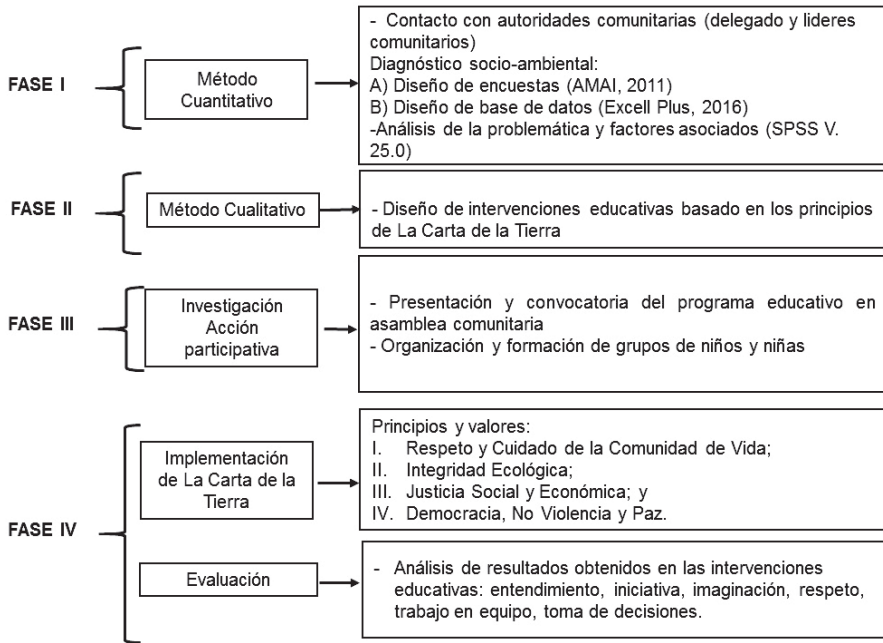 FASE I
Método
Cuantitativo
- Contacto con autoridades comunitarias (delegado y lideres
comunitarios)
Diagnóstico socio-ambiental:
A) Diseño de encuestas (AMAI, 2011)
B) Diseño de base de datos (Excell Plus, 2016)
-Análisis de la problemática y factores asociados (SPSS V.
25.0)
FASE II
Método Cualitativo
- Diseño de intervenciones educativas basado en los principios
de La Carta de la Tierra
FASE III
Investigación
Acción
participativa
- Presentación y convocatoria del programa educativo en
asamblea comunitaria
- Organización y formación de grupos de niños y niñas
FASE IV
Implementación
de La Carta de la
Tierra
Principios y valores:
I. Respeto y Cuidado de la Comunidad de Vida;
II. Integridad Ecológica;
III. Justicia Social y Económica; y
IV. Democracia, No Violencia y Paz.
Evaluación
- Análisis de resultados obtenidos en las intervenciones
educativas: entendimiento, iniciativa, imaginación, respeto,
trabajo en equipo, toma de decisiones.